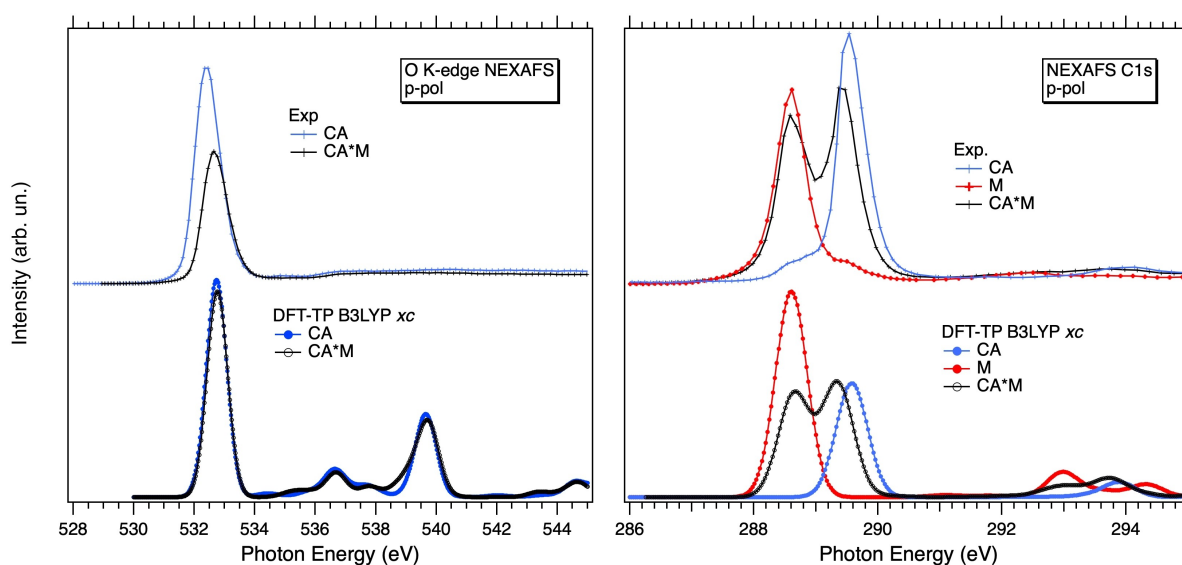 O K-edge NEXAFS
p-pol
Exp
CA
CA*M
DFT-TP B3LYP xc
CA
CA*M
Intensity (arb. un.)
528 530 532 534 536 538 540 542 544
Photon Energy (eV)
NEXAFS C1s
p-pol
Exp.
CA
M
CA*M
DFT-TP B3LYP xc
CA
M
CA*M
286 288 290 292 294
Photon Energy (eV)